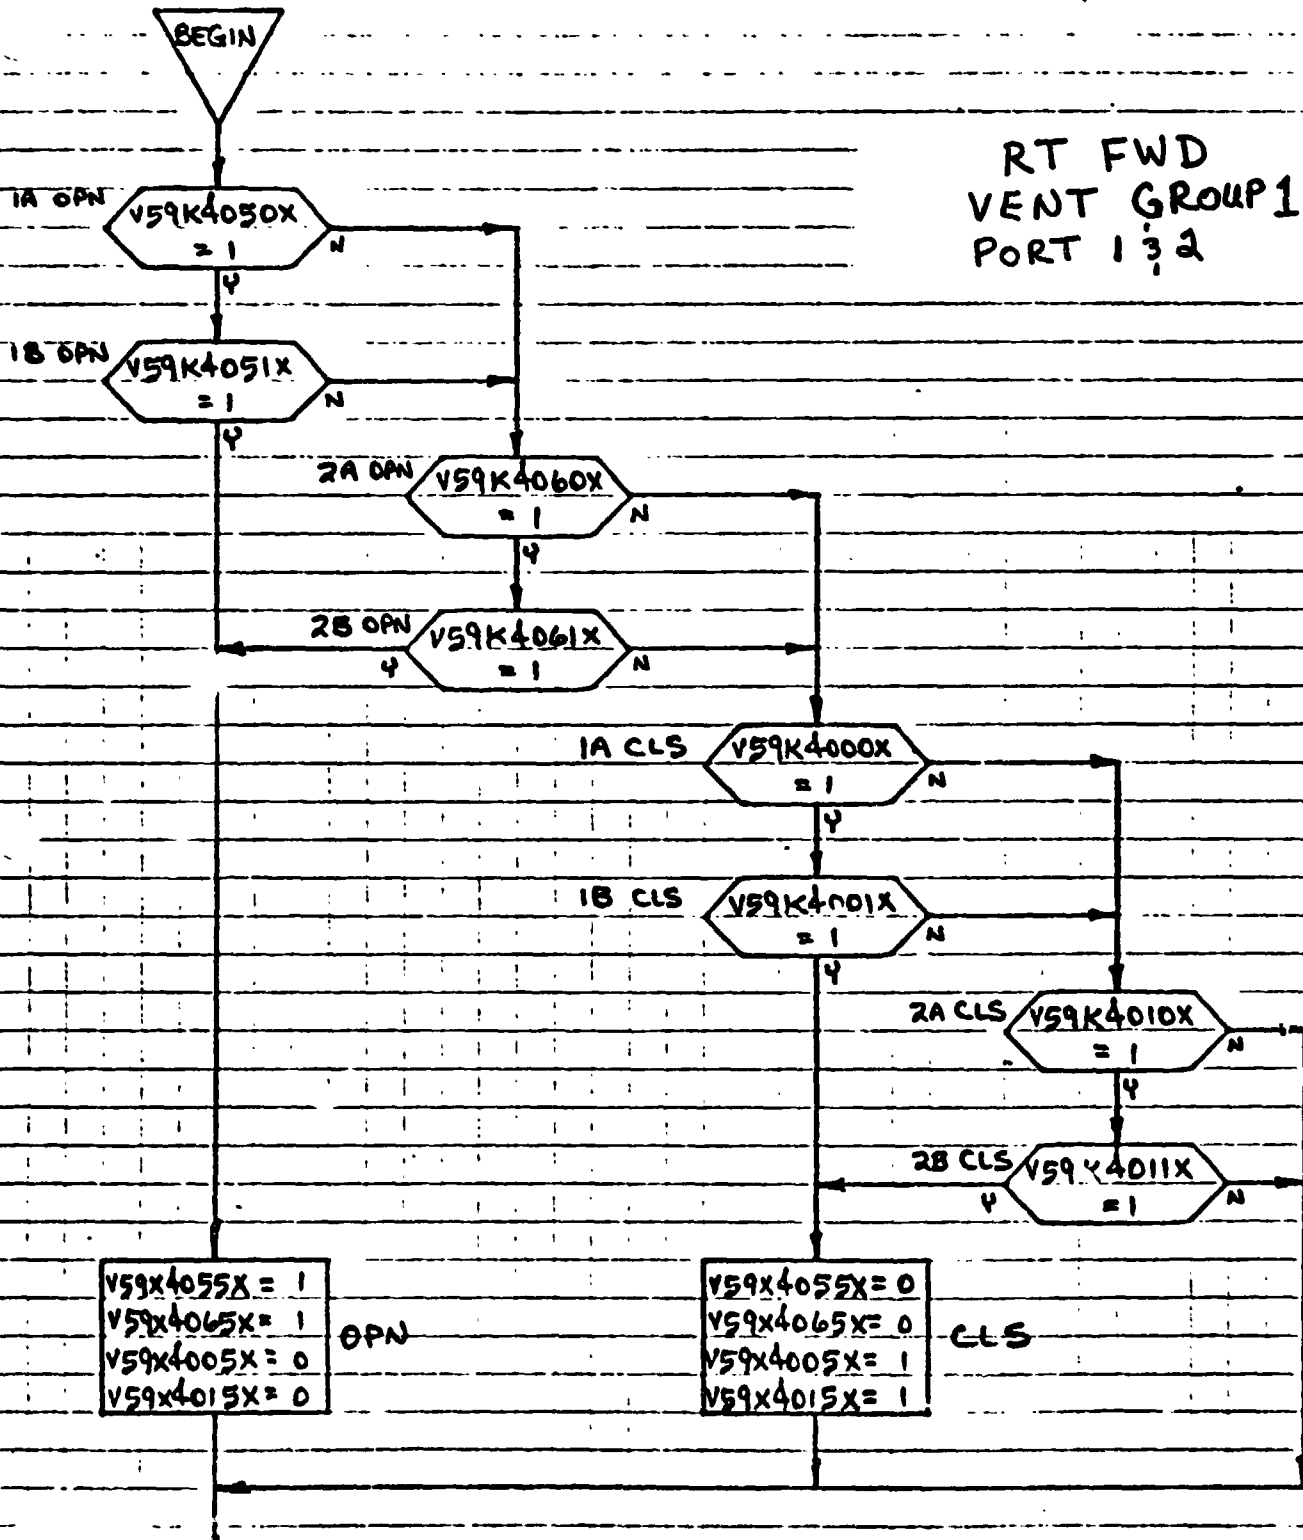 BEGIN
RT FWD
VENT GROUP 1
PORT 1 & 2
1A OPN
V59K4050X
= 1
N
Y
1B OPN
V59K4051X
= 1
N
Y
2A OPN
V59K4060X
= 1
N
Y
2B OPN
V59K4061X
= 1
Y
N
1A CLS
V59K4000X
= 1
N
Y
1B CLS
V59K4001X
= 1
N
Y
2A CLS
V59K4010X
= 1
N
Y
2B CLS
V59K4011X
= 1
Y
N
V59X4055X = 1
V59X4065X = 1
V59X4005X = 0
V59X4015X = 0
OPN
V59X4055X = 0
V59X4065X = 0
V59X4005X = 1
V59X4015X = 1
CLS